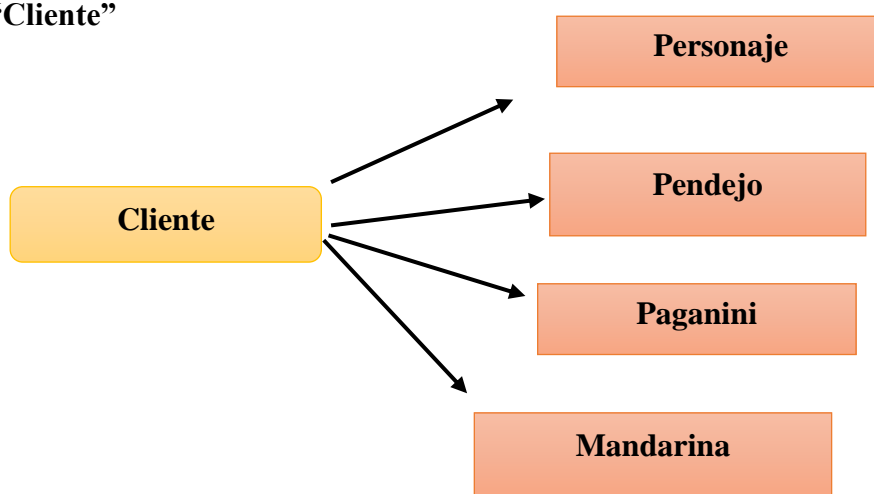 “Cliente”
Personaje
Pendejo
Cliente
Paganini
Mandarina